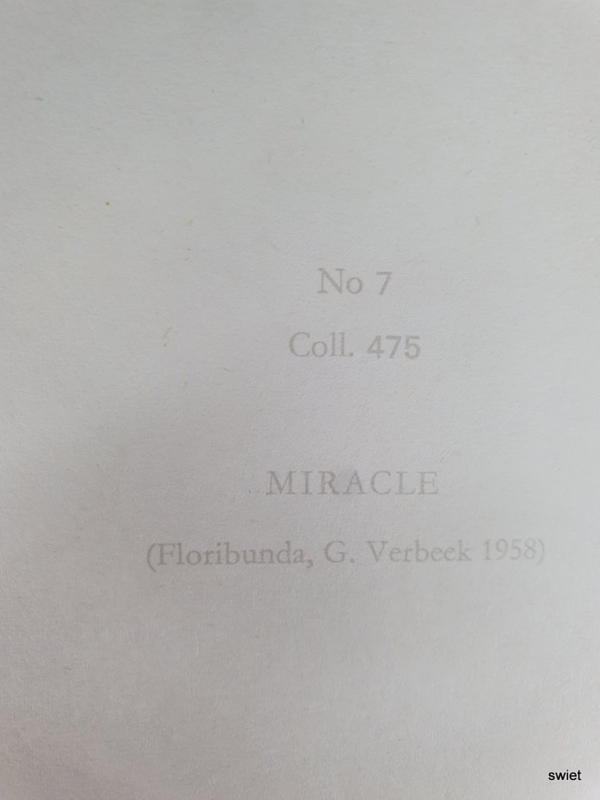 No 7
Coll. 475
MIRACLE
(Floribunda, G. Verbeek 1958)
swiet